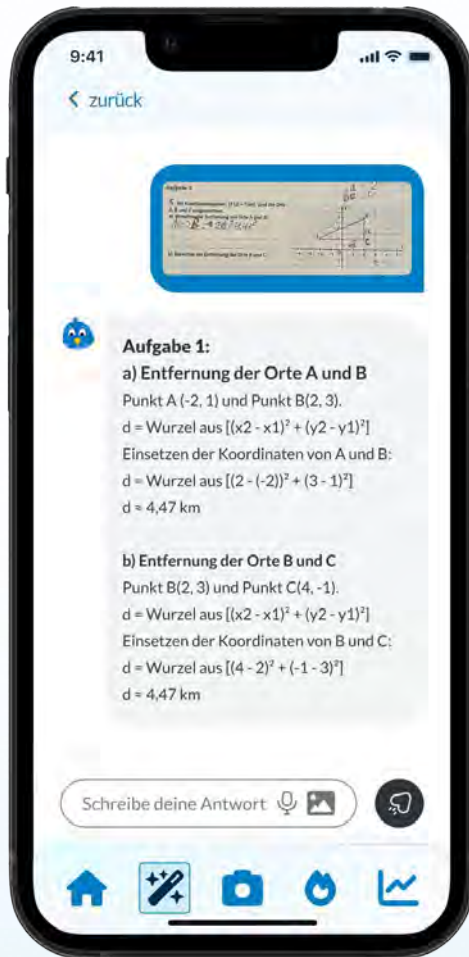 9:41
zurück
Aufgabe 1:
a) Entfernung der Orte A und B
Punkt A (-2, 1) und Punkt B(2, 3).
d = Wurzel aus [(x2 - x1)² + (y2 - y1)²]
Einsetzen der Koordinaten von A und B:
d = Wurzel aus [(2 - (-2))² + (3 - 1)²]
d ≈ 4,47 km
b) Entfernung der Orte B und C
Punkt B(2, 3) und Punkt C(4, -1).
d = Wurzel aus [(x2 - x1)² + (y2 - y1)²]
Einsetzen der Koordinaten von B und C:
d = Wurzel aus [(4 - 2)² + (-1 - 3)²]
d ≈ 4,47 km
Schreibe deine Antwort